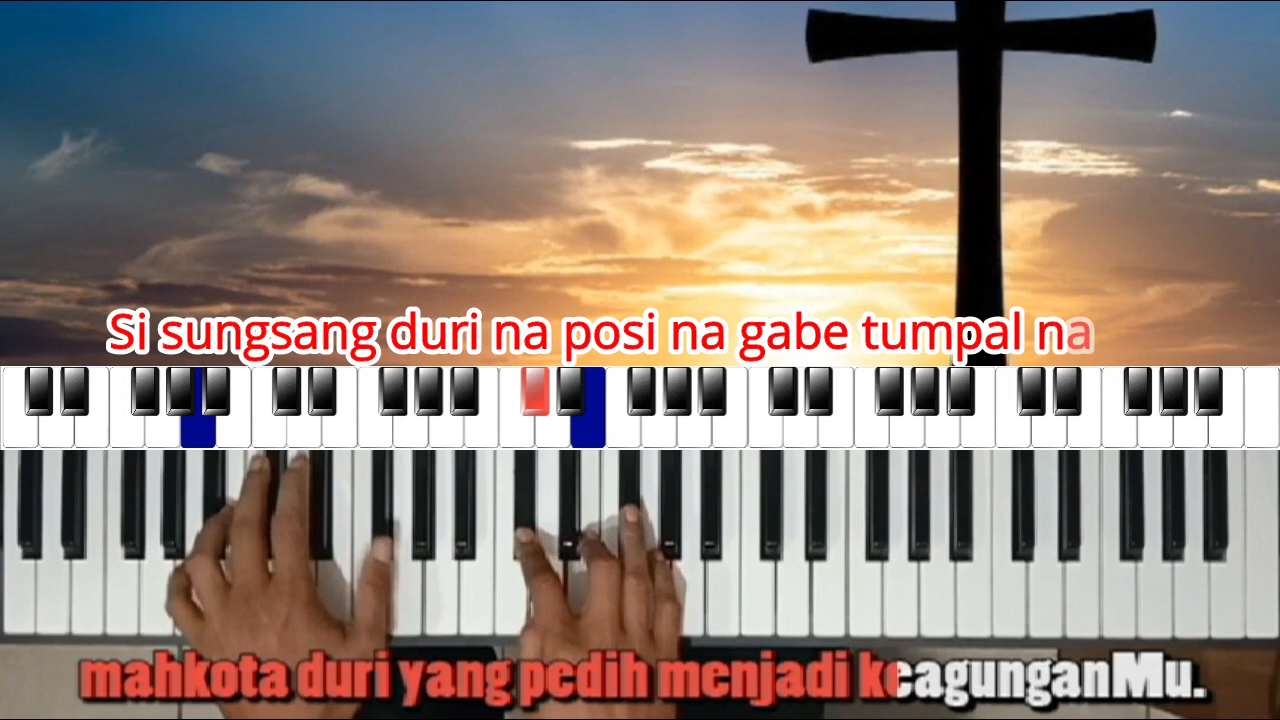 Si sungsang duri na posi na gabe tumpal na
mahkota duri yang pedih menjadi keagunganMu.